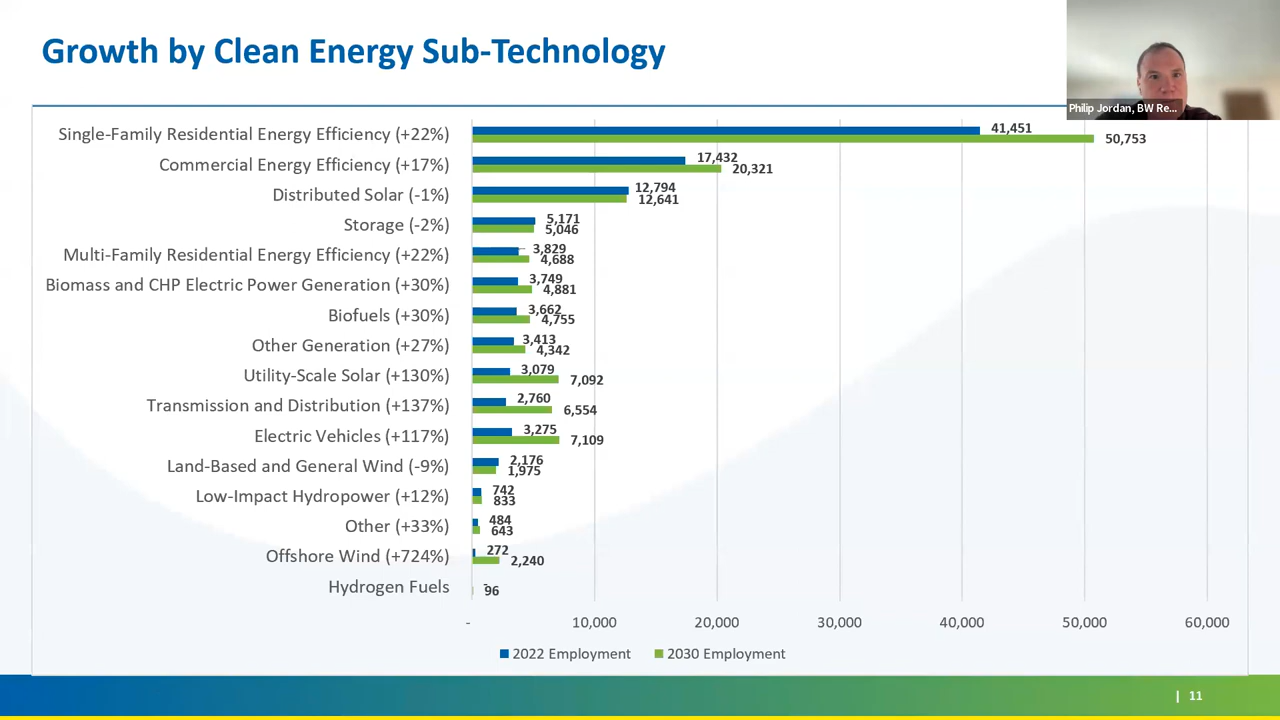 Growth by Clean Energy Sub-Technology
Philip Jordan, BW Re...
Single-Family Residential Energy Efficiency (+22%)
41,451
50,753
Commercial Energy Efficiency (+17%)
17,432
20,321
Distributed Solar (-1%)
12,794
12,641
Storage (-2%)
5,171
5,046
Multi-Family Residential Energy Efficiency (+22%)
3,829
4,688
Biomass and CHP Electric Power Generation (+30%)
3,749
4,881
Biofuels (+30%)
3,662
4,755
Other Generation (+27%)
3,413
4,342
Utility-Scale Solar (+130%)
3,079
7,092
Transmission and Distribution (+137%)
2,760
6,554
Electric Vehicles (+117%)
3,275
7,109
Land-Based and General Wind (-9%)
2,176
1,975
Low-Impact Hydropower (+12%)
742
833
Other (+33%)
484
643
Offshore Wind (+724%)
272
2,240
Hydrogen Fuels
-
96
- 10,000 20,000 30,000 40,000 50,000 60,000
2022 Employment 2030 Employment
| 11